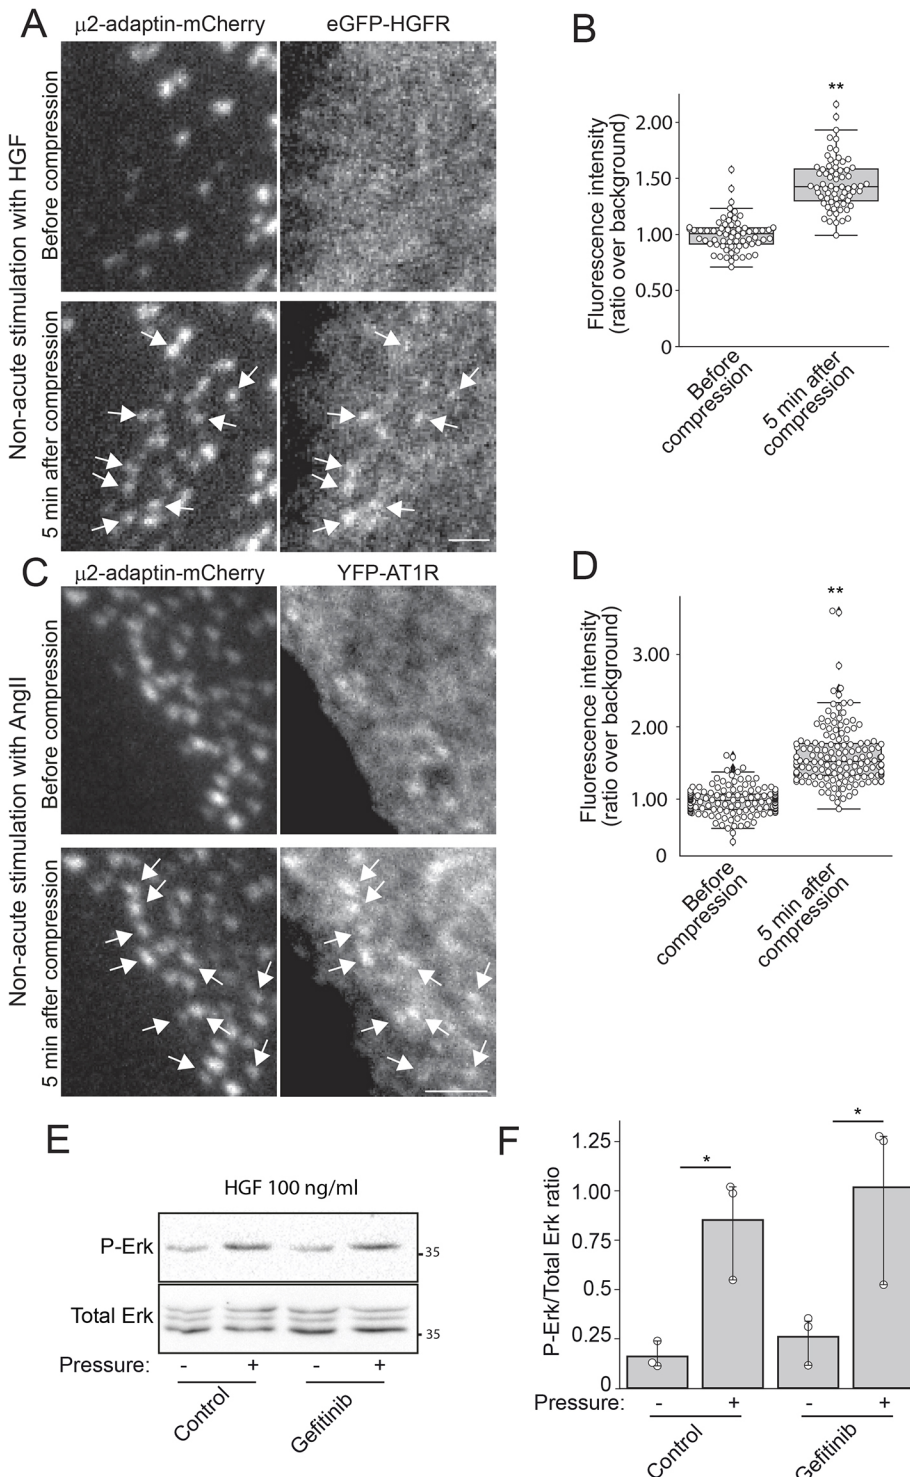 A
μ2-adaptin-mCherry
eGFP-HGFR
Non-acute stimulation with HGF
Before compression
5 min after compression
B
Fluorescence intensity
(ratio over background)
2.00
1.50
1.00
0.50
0
**
Before
compression
5 min after
compression
C
μ2-adaptin-mCherry
YFP-AT1R
Non-acute stimulation with AngII
Before compression
5 min after compression
D
Fluorescence intensity
(ratio over background)
3.00
2.00
1.00
0
**
Before
compression
5 min after
compression
E
HGF 100 ng/ml
P-Erk
35
Total Erk
35
Pressure: - + - +
Control
Gefitinib
F
P-Erk/Total Erk ratio
1.25
1.00
0.75
0.5
0.25
0
*
*
Pressure: - + - +
Control
Gefitinib